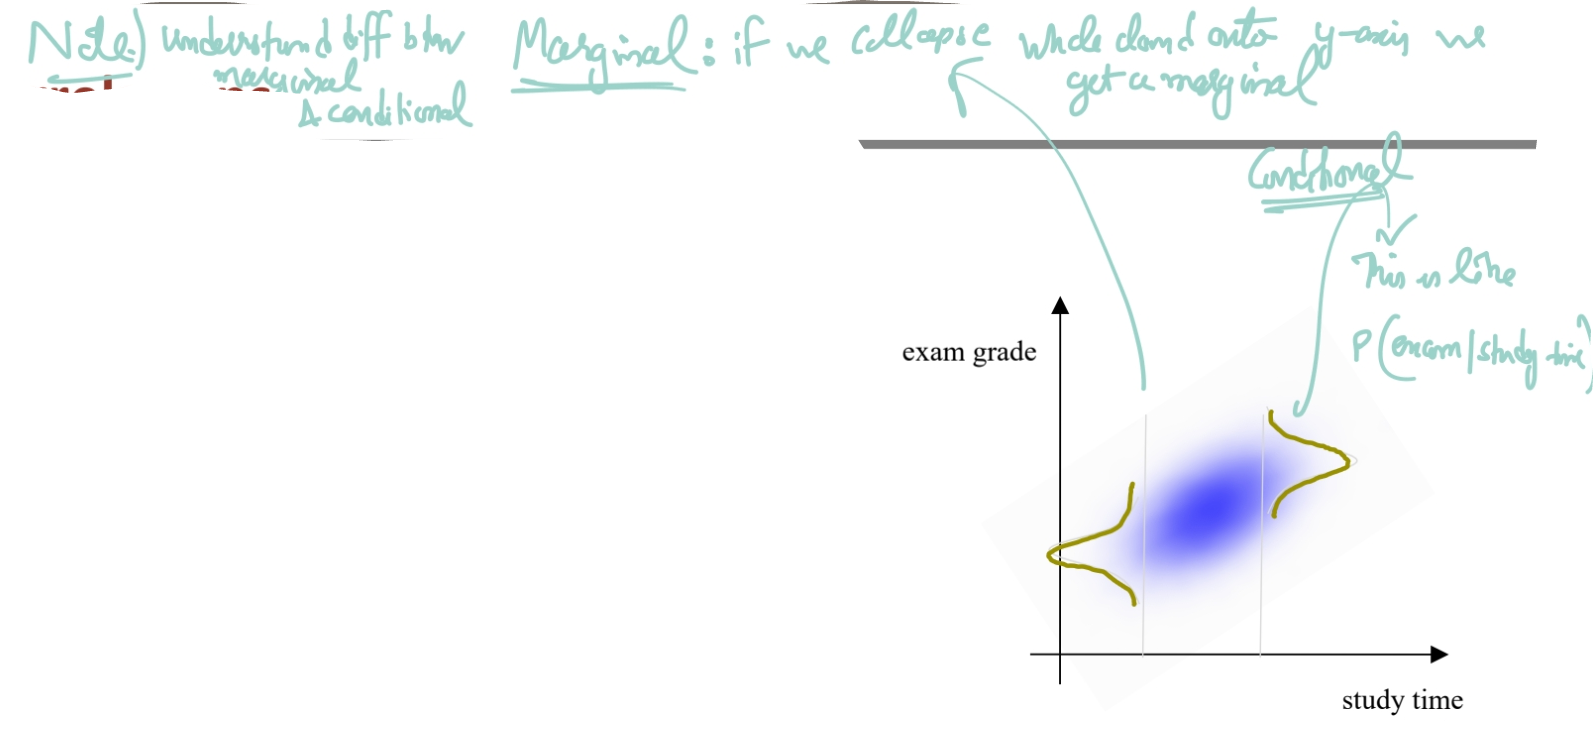 Note:) Understand diff btw
marginal
& conditional
Marginal: if we collapse whole cloud onto y-axis we
get a marginal
Conditional
This is like
P(exam/study time)
exam grade
study time